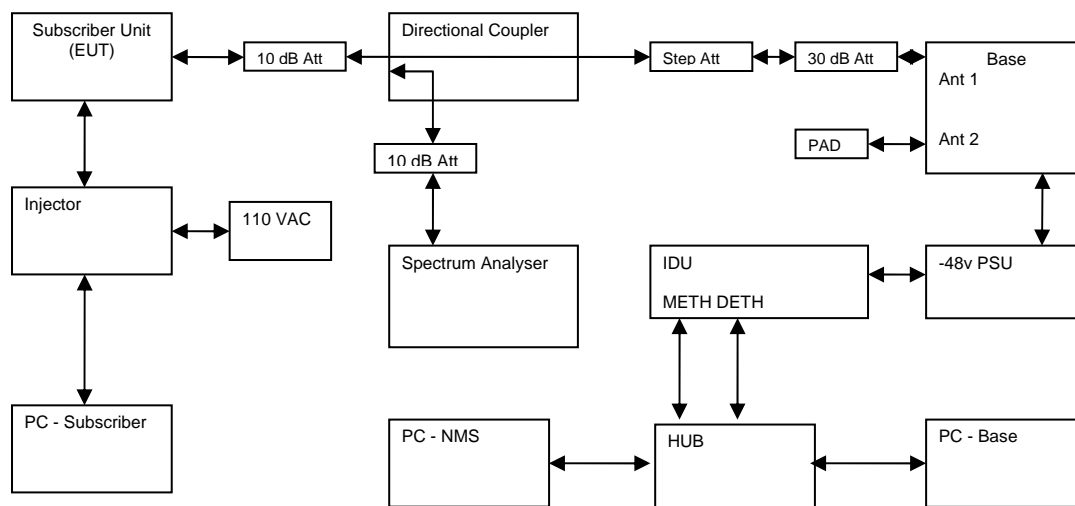 Subscriber Unit
(EUT)
10 dB Att
Directional Coupler
Step Att
30 dB Att
Base
Ant 1
Ant 2
PAD
10 dB Att
Injector
110 VAC
Spectrum Analyser
IDU
METH DETH
-48v PSU
PC - Subscriber
PC - NMS
HUB
PC - Base